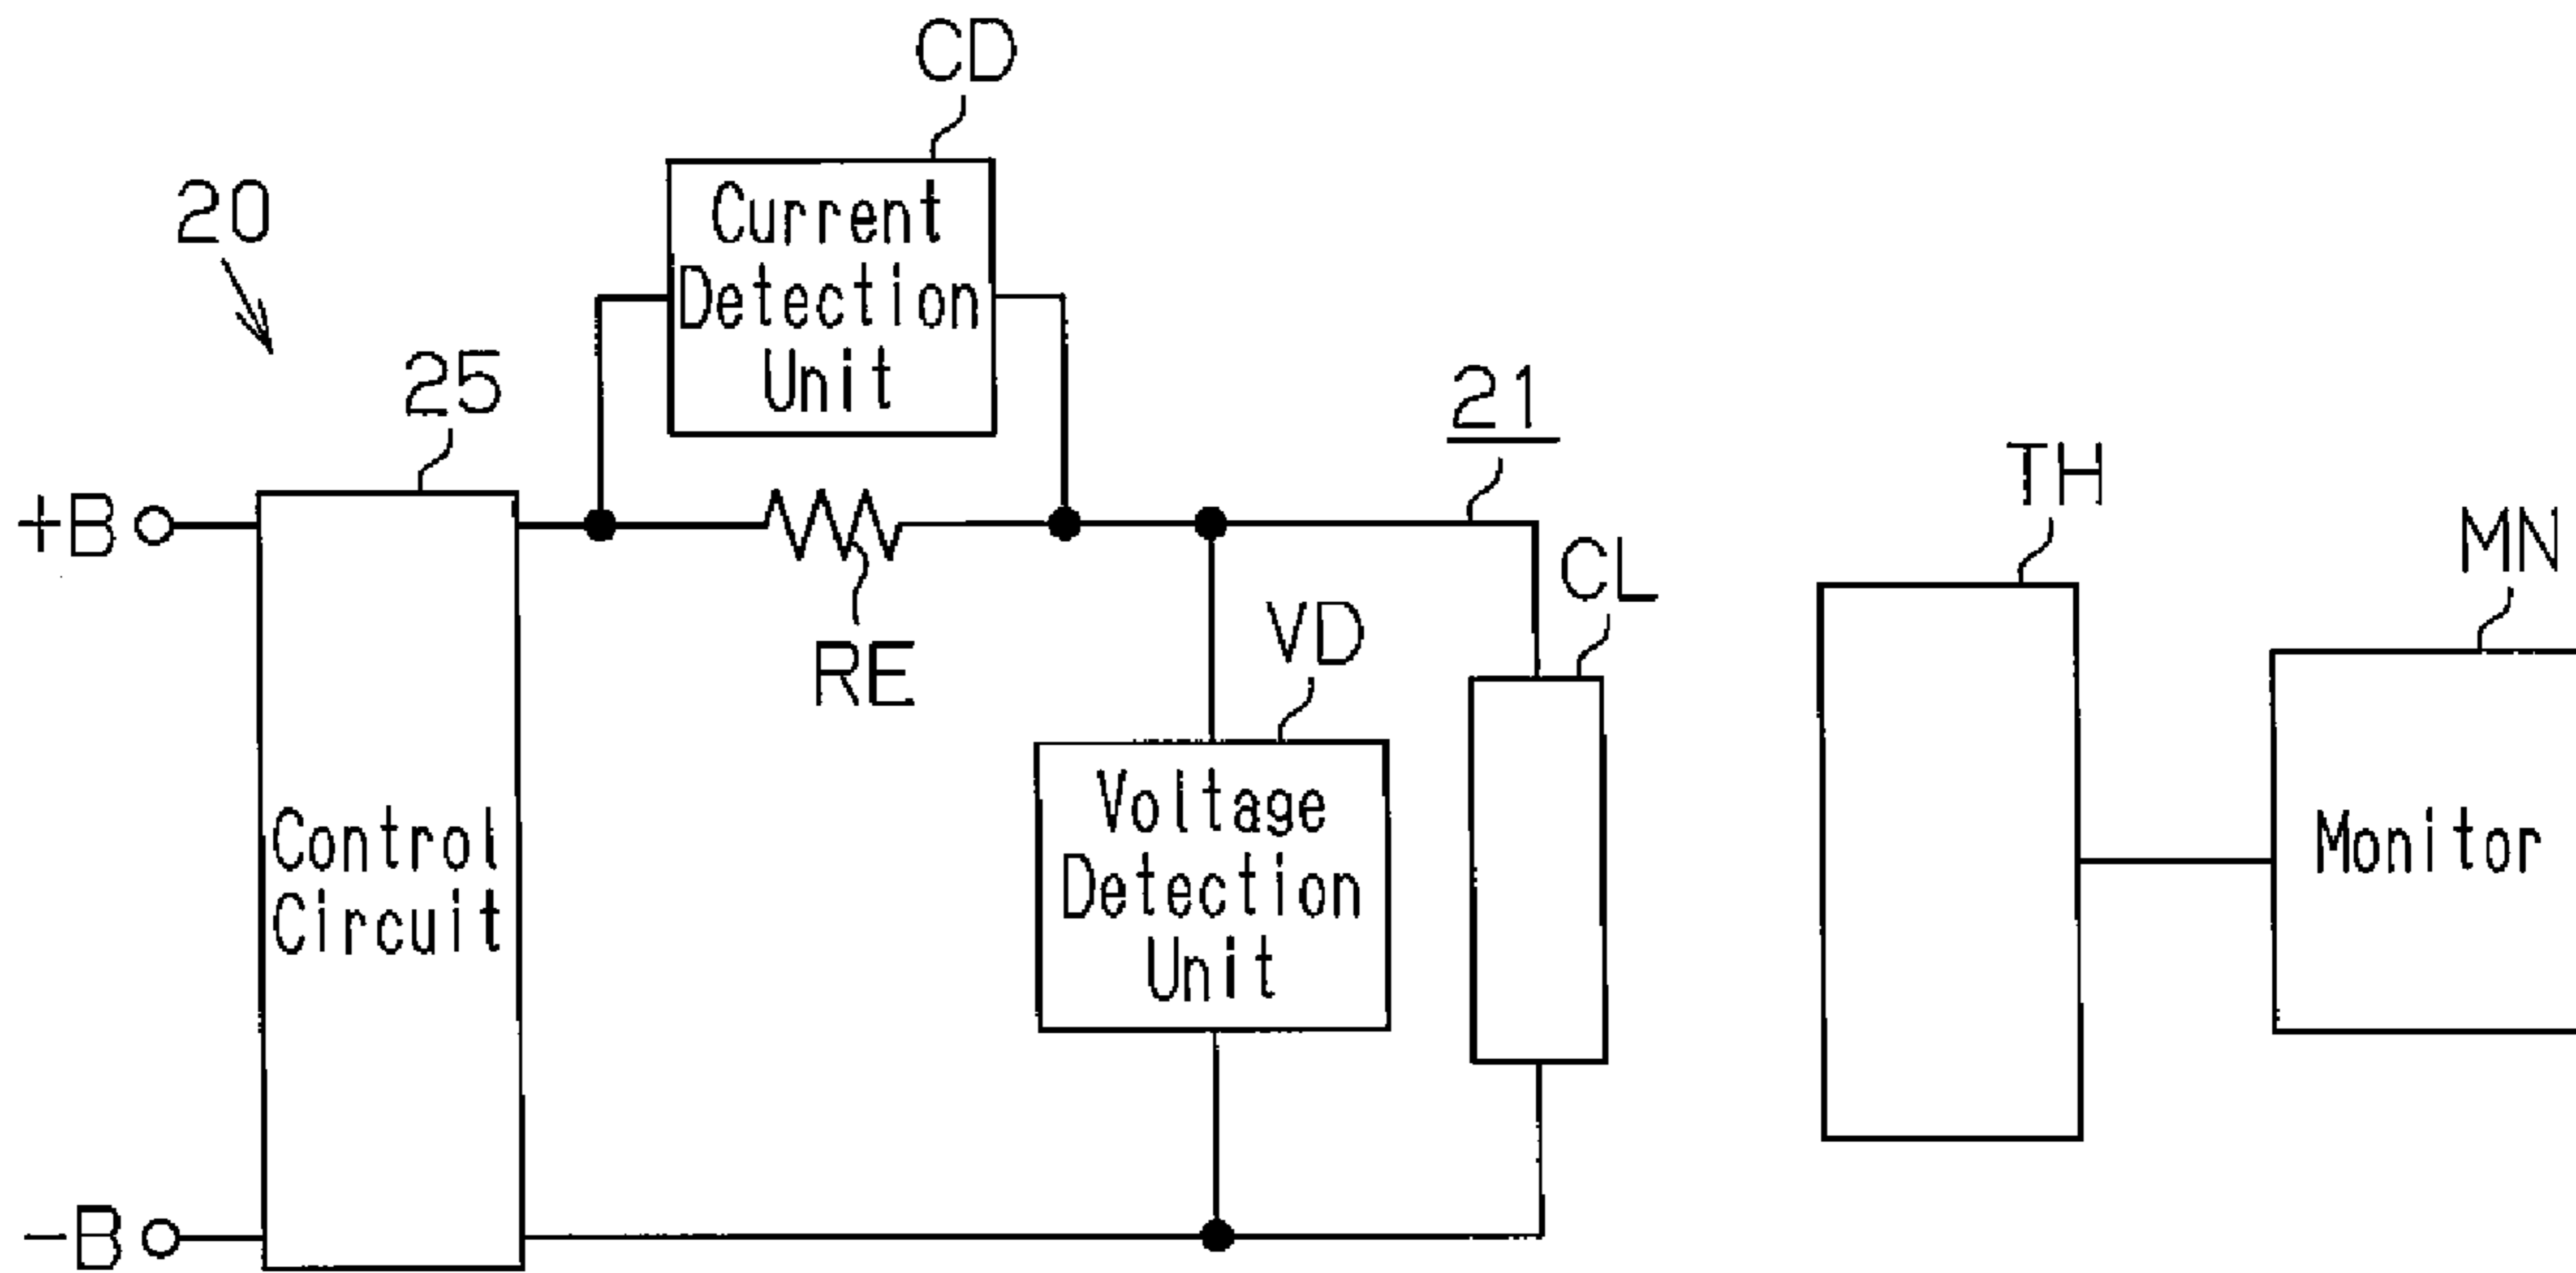 CD
20
Current
Detection
Unit
25
21
+B
TH
MN
RE
CL
VD
Control
Circuit
Voltage
Detection
Unit
Monitor
-B